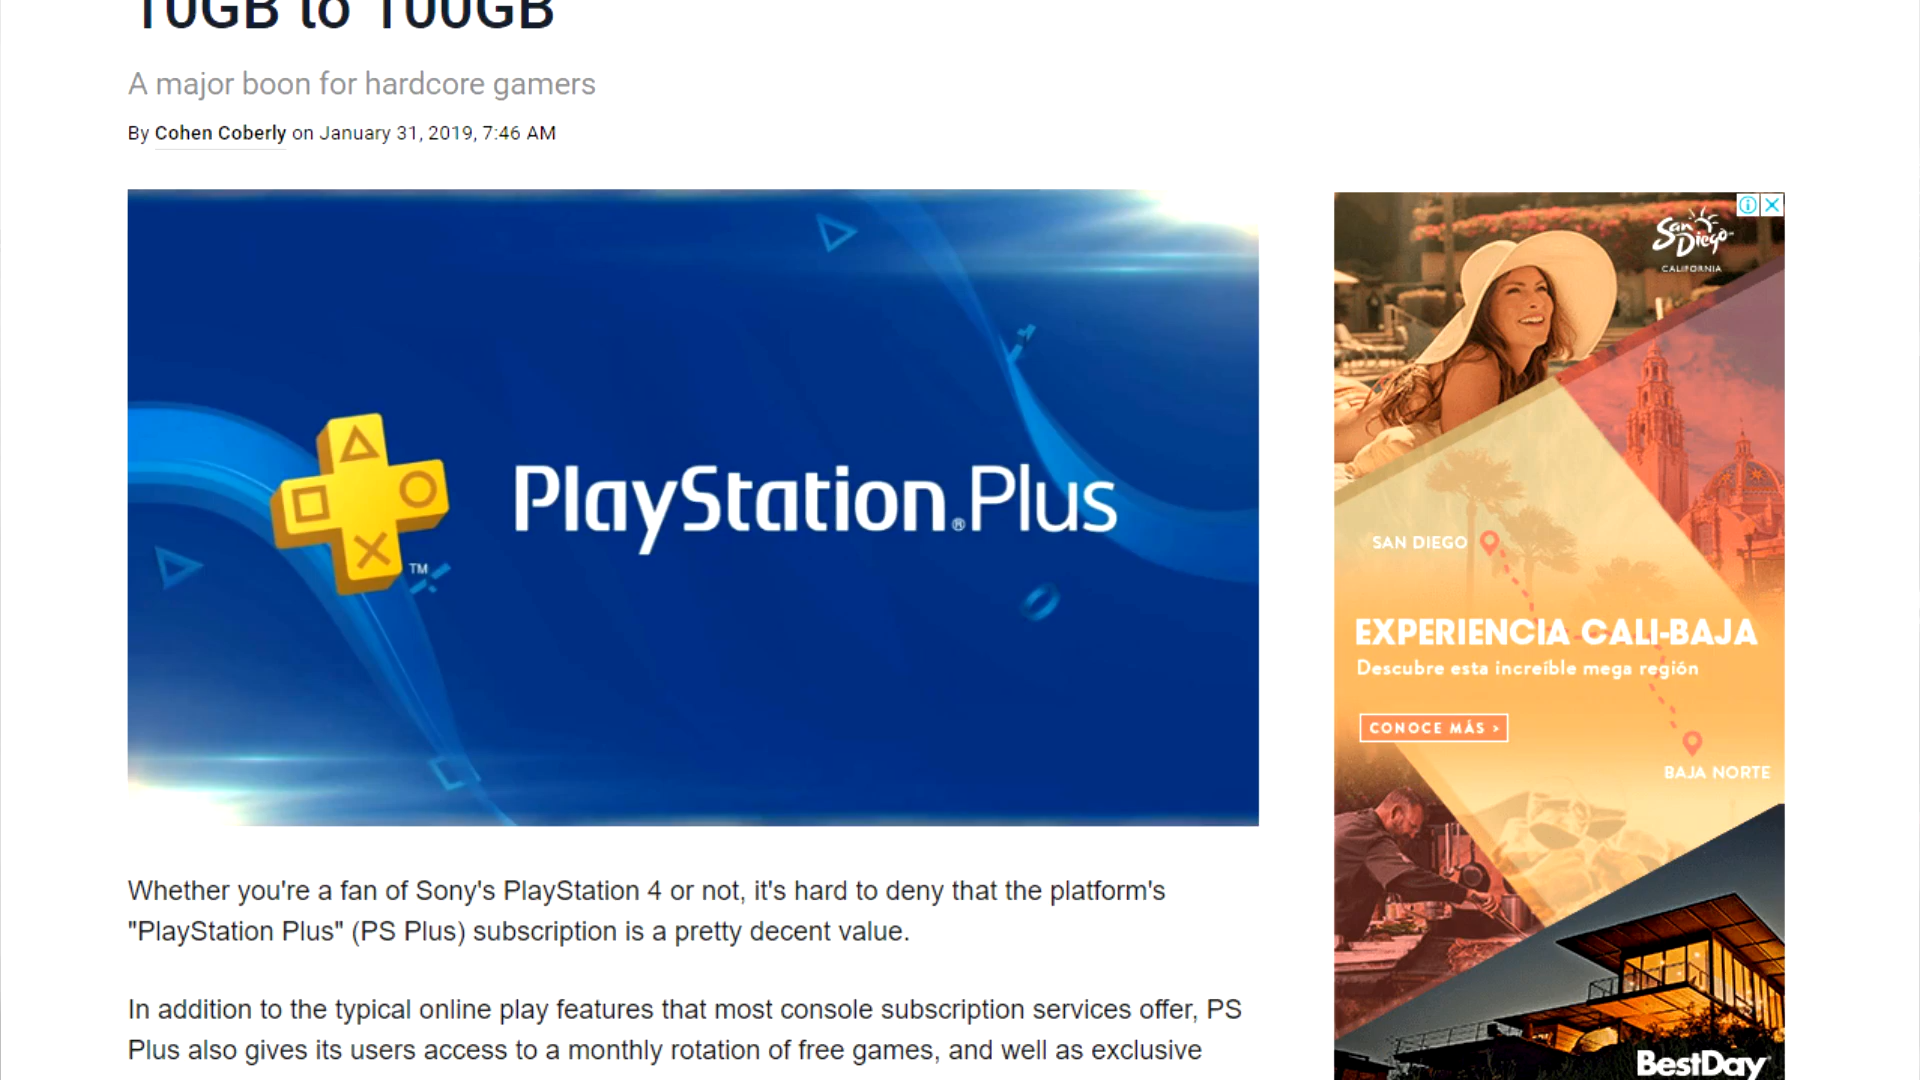 10GB to 100GB
A major boon for hardcore gamers
By Cohen Coberly on January 31, 2019, 7:46 AM
PlayStation®Plus
TM
Whether you're a fan of Sony's PlayStation 4 or not, it's hard to deny that the platform's
"PlayStation Plus" (PS Plus) subscription is a pretty decent value.
In addition to the typical online play features that most console subscription services offer, PS
Plus also gives its users access to a monthly rotation of free games, and well as exclusive
San
Diego
CALIFORNIA
SAN DIEGO
EXPERIENCIA CALI-BAJA
Descubre esta increíble mega región
CONOCE MÁS >
BAJA NORTE
BestDay